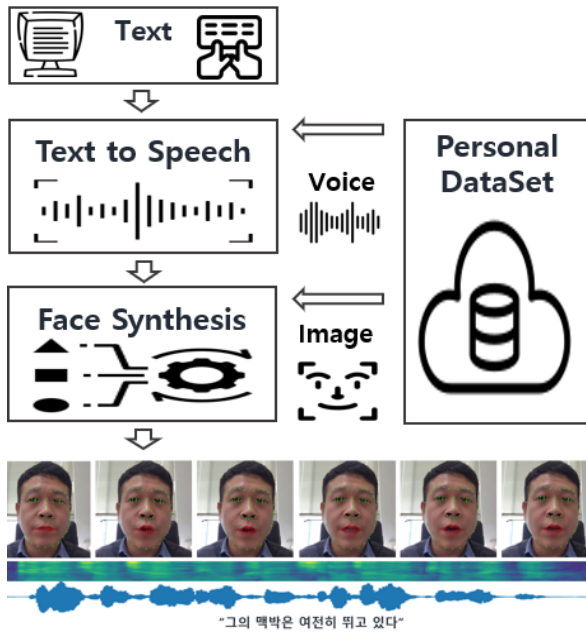 Text
Text to Speech
Voice
Personal
DataSet
Face Synthesis
Image
“그의 맥박은 여전히 뛰고 있다”